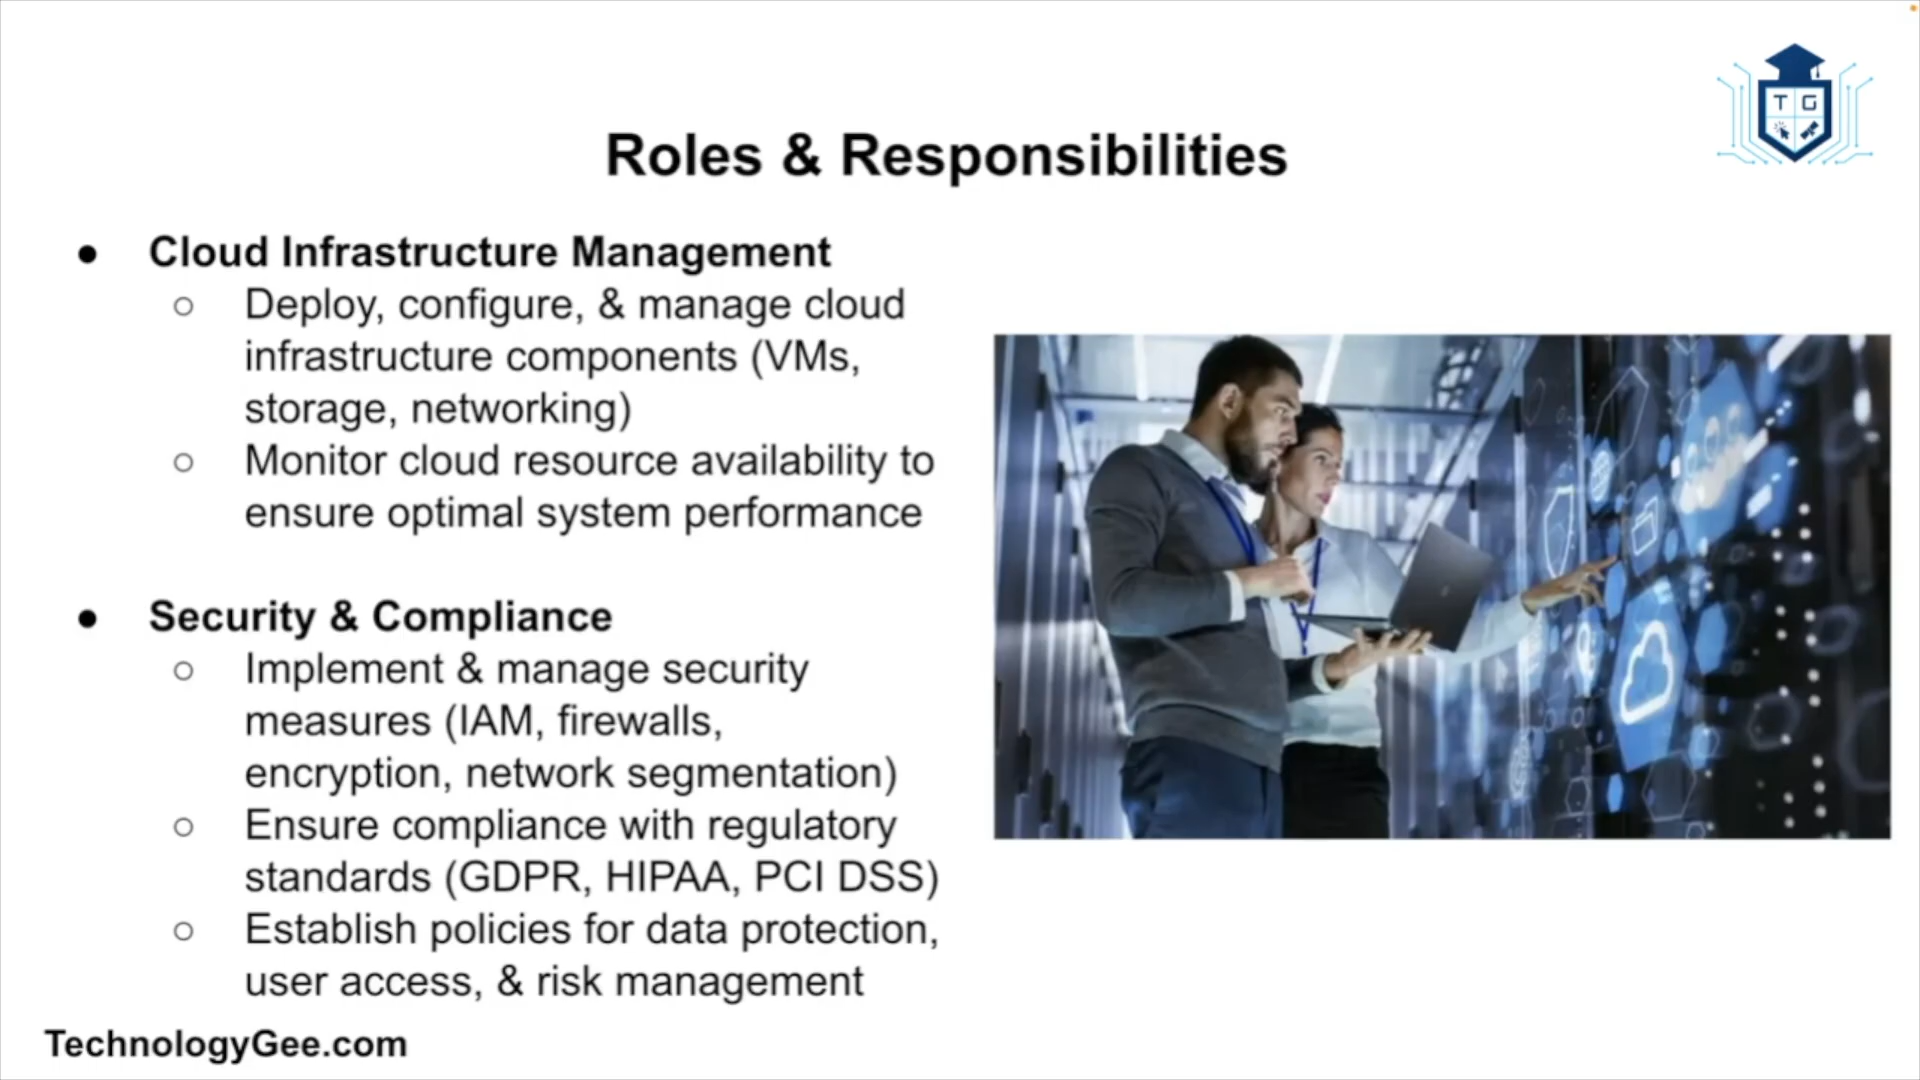 T G
Roles & Responsibilities
● Cloud Infrastructure Management
○ Deploy, configure, & manage cloud
infrastructure components (VMs,
storage, networking)
○ Monitor cloud resource availability to
ensure optimal system performance
● Security & Compliance
○ Implement & manage security
measures (IAM, firewalls,
encryption, network segmentation)
○ Ensure compliance with regulatory
standards (GDPR, HIPAA, PCI DSS)
○ Establish policies for data protection,
user access, & risk management
TechnologyGee.com